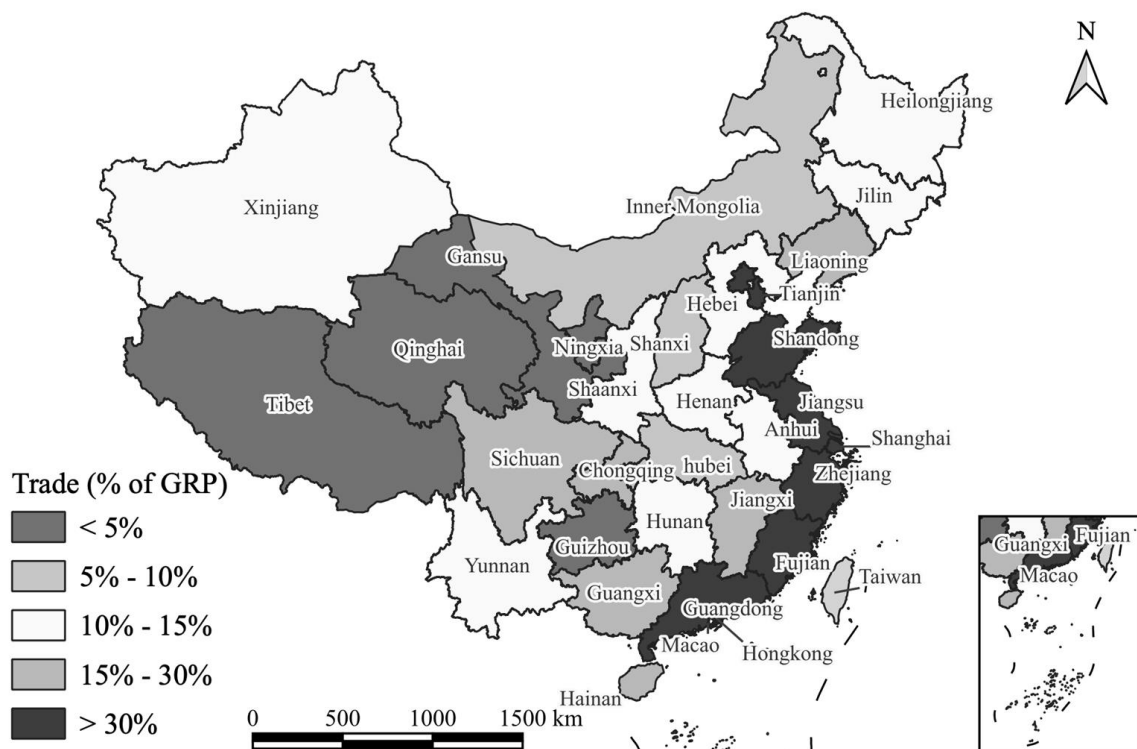 N
Heilongjiang
Jilin
Xinjiang
Inner Mongolia
Gansu
Liaoning
Tianjin
Hebei
Shandong
Qinghai
Ningxia
Shanxi
Tibet
Shaanxi
Henan
Jiangsu
Anhui
Shanghai
Sichuan
Chongqing
hubei
Zhejiang
Jiangxi
Hunan
Guizhou
Yunnan
Fujian
Taiwan
Guangxi
Guangdong
Macao
Hongkong
Hainan
Trade (% of GRP)
< 5%
5% - 10%
10% - 15%
15% - 30%
> 30%
0 500 1000 1500 km
Fujian
Guangxi
Macao